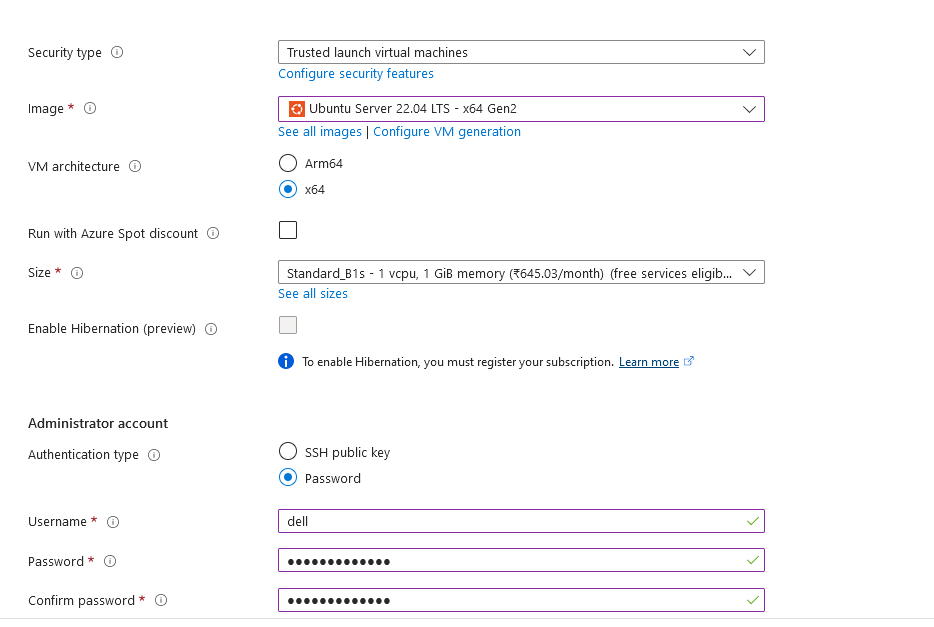 Security type
Trusted launch virtual machines
Configure security features
Image *
Ubuntu Server 22.04 LTS - x64 Gen2
See all images | Configure VM generation
VM architecture
Arm64
x64
Run with Azure Spot discount
Size *
Standard_B1s - 1 vcpu, 1 GiB memory (₹645.03/month) (free services eligib...
See all sizes
Enable Hibernation (preview)
To enable Hibernation, you must register your subscription. Learn more
Administrator account
Authentication type
SSH public key
Password
Username *
dell
Password *
●●●●●●●●●●●●●
Confirm password *
●●●●●●●●●●●●●